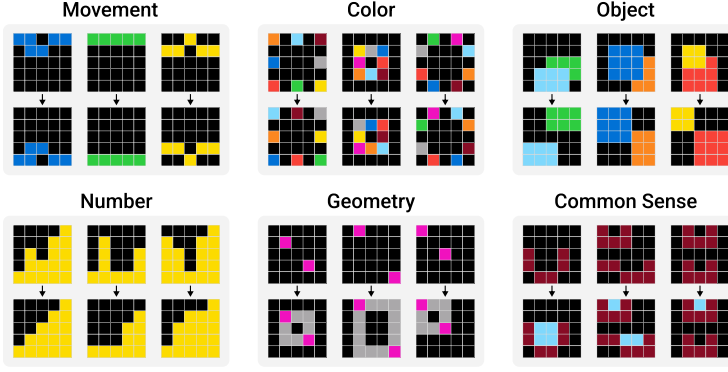 Movement
Color
Object
Number
Geometry
Common Sense